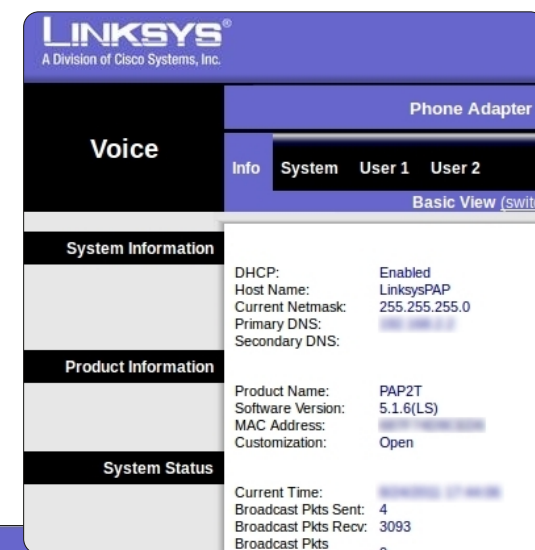 LINKSYS®
A Division of Cisco Systems, Inc.
Phone Adapter
Voice
Info System User 1 User 2
Basic View
System Information
DHCP: Enabled
Host Name: LinksysPAP
Current Netmask: 255.255.255.0
Primary DNS:
Secondary DNS:
Product Information
Product Name: PAP2T
Software Version: 5.1.6(LS)
MAC Address:
Customization: Open
System Status
Current Time:
Broadcast Pkts Sent: 4
Broadcast Pkts Recv: 3093
Broadcast Pkts